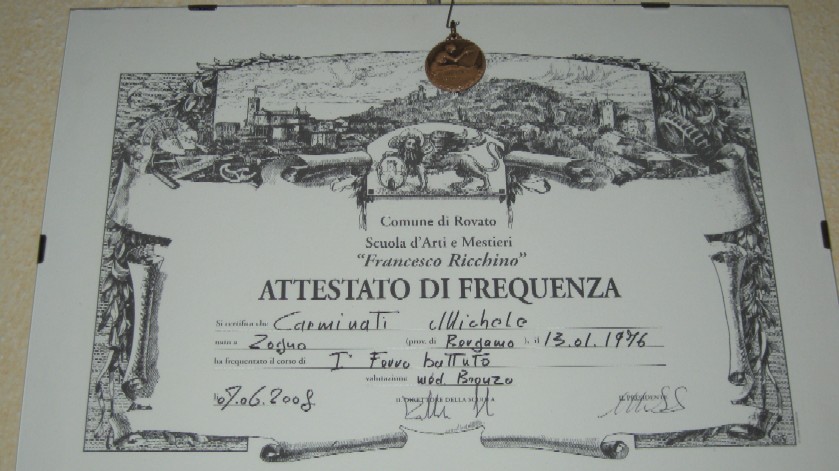 Comune di Rovato
Scuola d'Arti e Mestieri
"Francesco Ricchino"
ATTESTATO DI FREQUENZA
Si certifica che Carminati Michele
nato a Zogno (prov. di Bergamo ). il 13.01.1976
ha frequentato il corso di I° Ferro battuto
valutazione med. Bronzo
07.06.2008 IL DIRETTORE DELLA SCUOLA IL PRESIDENTE